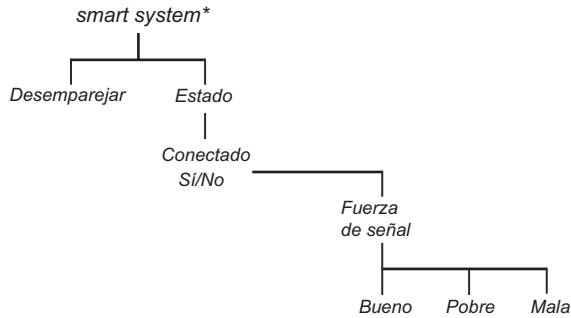 smart system*
Desemparejar
Estado
Conectado
Sí/No
Fuerza
de señal
Bueno
Pobre
Mala